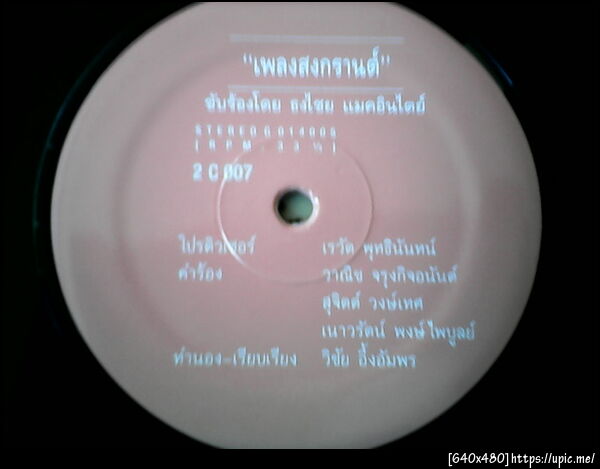 "เพลงสงกรานต์"
ขับร้องโดย ธงไชย แมคอินไตย์
STEREO 6014006
[RPM 33 ⅓]
2 C 007
โปรดิวเซอร์ เรวัต พุทธินันทน์
คำร้อง วาณิช จรุงกิจอนันต์
สุจิตต์ วงษ์เทศ
เนาวรัตน์ พงษ์ไพบูลย์
ทำนอง-เรียบเรียง วิชัย อึ้งอัมพร
[640x480]https://upic.me/